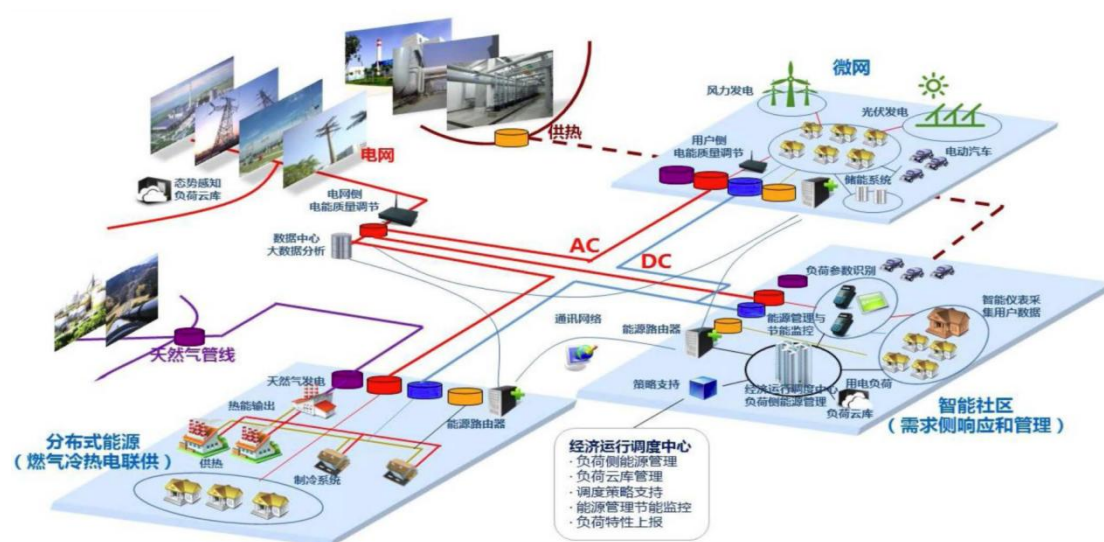 微网
风力发电
光伏发电
供热
用户侧
电能质量调节
电动汽车
储能系统
电网
态势感知
负荷云库
电网侧
电能质量调节
数据中心
大数据分析
AC
DC
负荷参数识别
智能仪表采
集用户数据
能源管理与
节能监控
通讯网络
能源路由器
天然气管线
天然气发电
热能输出
策略支持
经济运行调度中心
负荷侧能源管理
用电负荷
负荷云库
智能社区
(需求侧响应和管理)
能源路由器
分布式能源
(燃气冷热电联供)
供热
制冷系统
经济运行调度中心
·负荷侧能源管理
·负荷云库管理
·调度策略支持
·能源管理节能监控
·负荷特性上报